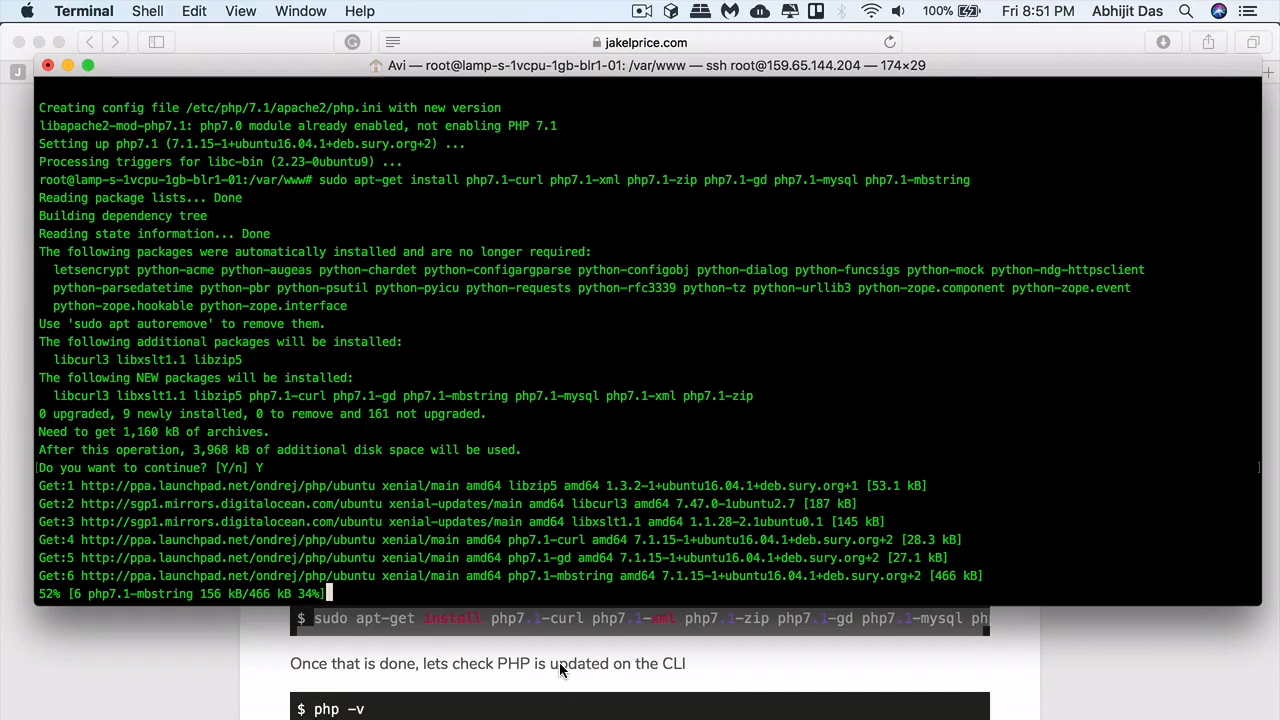 Terminal Shell Edit View Window Help 100% Fri 8:51 PM Abhijit Das
jakelprice.com
J
Avi — root@lamp-s-1vcpu-1gb-blr1-01: /var/www — ssh root@159.65.144.204 — 174×29
Creating config file /etc/php/7.1/apache2/php.ini with new version
libapache2-mod-php7.1: php7.0 module already enabled, not enabling PHP 7.1
Setting up php7.1 (7.1.15-1+ubuntu16.04.1+deb.sury.org+2) ...
Processing triggers for libc-bin (2.23-0ubuntu9) ...
root@lamp-s-1vcpu-1gb-blr1-01:/var/www# sudo apt-get install php7.1-curl php7.1-xml php7.1-zip php7.1-gd php7.1-mysql php7.1-mbstring
Reading package lists... Done
Building dependency tree
Reading state information... Done
The following packages were automatically installed and are no longer required:
letsencrypt python-acme python-augeas python-chardet python-configargparse python-configobj python-dialog python-funcsigs python-mock python-ndg-httpsclient
python-parsedatetime python-pbr python-psutil python-pyicu python-requests python-rfc3339 python-tz python-urllib3 python-zope.component python-zope.event
python-zope.hookable python-zope.interface
Use 'sudo apt autoremove' to remove them.
The following additional packages will be installed:
libcurl3 libxslt1.1 libzip5
The following NEW packages will be installed:
libcurl3 libxslt1.1 libzip5 php7.1-curl php7.1-gd php7.1-mbstring php7.1-mysql php7.1-xml php7.1-zip
0 upgraded, 9 newly installed, 0 to remove and 161 not upgraded.
Need to get 1,160 kB of archives.
After this operation, 3,968 kB of additional disk space will be used.
[Do you want to continue? [Y/n] Y ]
Get:1 http://ppa.launchpad.net/ondrej/php/ubuntu xenial/main amd64 libzip5 amd64 1.3.2-1+ubuntu16.04.1+deb.sury.org+1 [53.1 kB]
Get:2 http://sgp1.mirrors.digitalocean.com/ubuntu xenial-updates/main amd64 libcurl3 amd64 7.47.0-1ubuntu2.7 [187 kB]
Get:3 http://sgp1.mirrors.digitalocean.com/ubuntu xenial-updates/main amd64 libxslt1.1 amd64 1.1.28-2.1ubuntu0.1 [145 kB]
Get:4 http://ppa.launchpad.net/ondrej/php/ubuntu xenial/main amd64 php7.1-curl amd64 7.1.15-1+ubuntu16.04.1+deb.sury.org+2 [28.3 kB]
Get:5 http://ppa.launchpad.net/ondrej/php/ubuntu xenial/main amd64 php7.1-gd amd64 7.1.15-1+ubuntu16.04.1+deb.sury.org+2 [27.1 kB]
Get:6 http://ppa.launchpad.net/ondrej/php/ubuntu xenial/main amd64 php7.1-mbstring amd64 7.1.15-1+ubuntu16.04.1+deb.sury.org+2 [466 kB]
52% [6 php7.1-mbstring 156 kB/466 kB 34%]
$ sudo apt-get install php7.1-curl php7.1-xml php7.1-zip php7.1-gd php7.1-mysql ph
Once that is done, lets check PHP is updated on the CLI
$ php -v